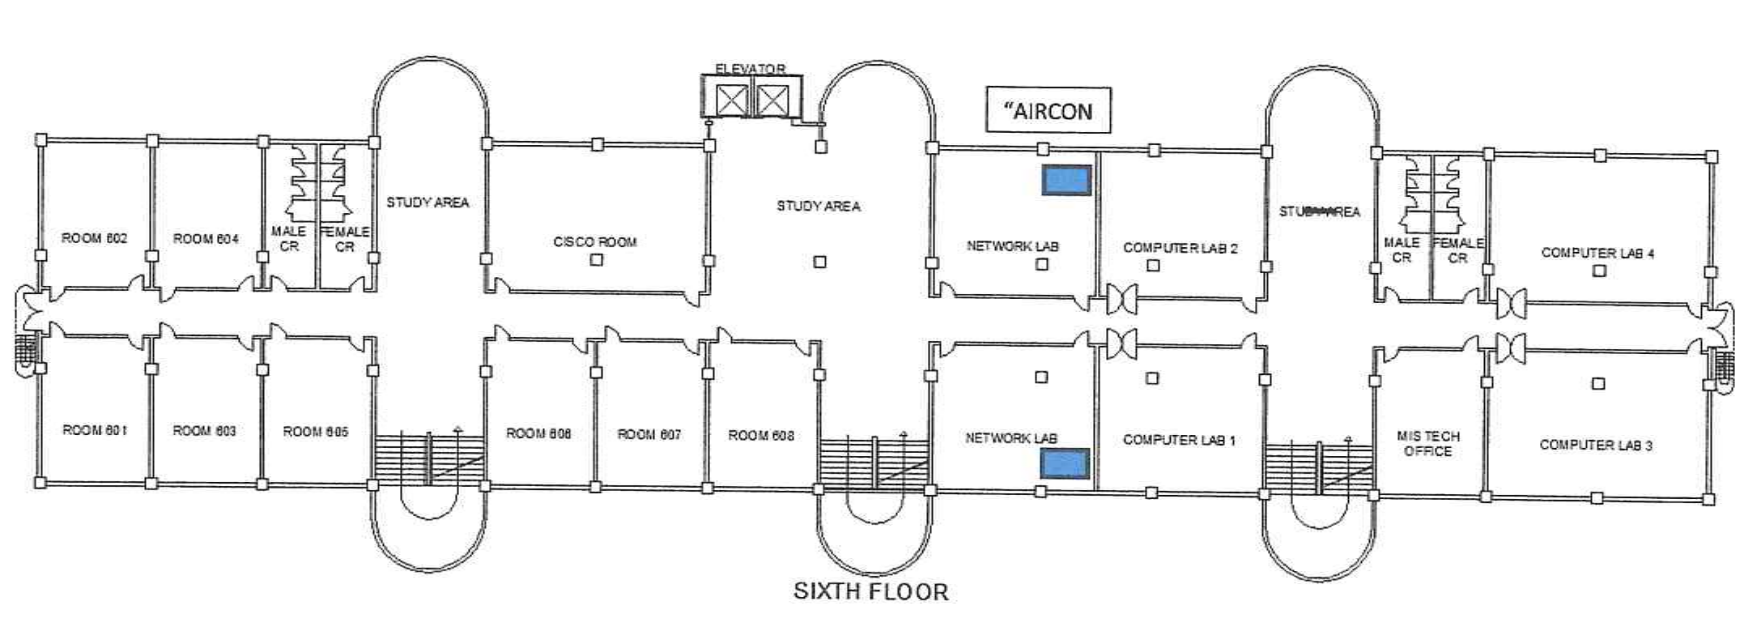 ELEVATOR
"AIRCON
STUDY AREA
STUDY AREA
ROOM 602
ROOM 604
MALE
CR
FEMALE
CR
CISCO ROOM
NETWORK LAB
COMPUTER LAB 2
MALE
CR
FEMALE
CR
COMPUTER LAB 4
ROOM 601
ROOM 603
ROOM 605
ROOM 606
ROOM 607
ROOM 608
NETWORK LAB
COMPUTER LAB 1
MIS TECH
OFFICE
COMPUTER LAB 3
SIXTH FLOOR